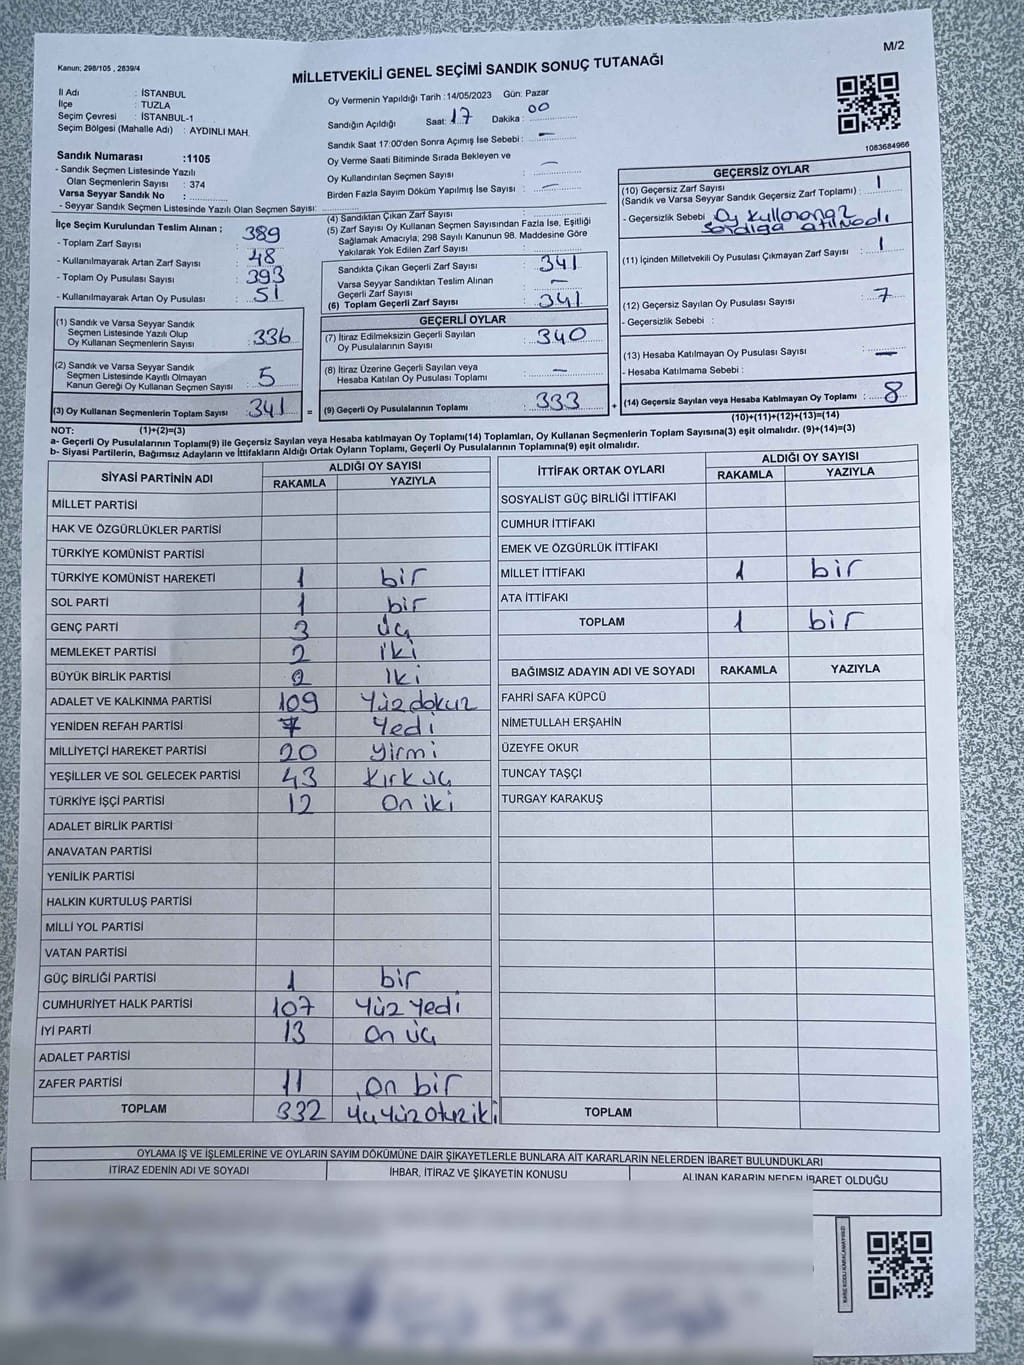 M/2
Kanun; 298/105 , 2839/4
MİLLETVEKİLİ GENEL SEÇİMİ SANDIK SONUÇ TUTANAĞI
İl Adı : İSTANBUL
İlçe : TUZLA
Seçim Çevresi : İSTANBUL-1
Seçim Bölgesi (Mahalle Adı) : AYDINLI MAH.
Oy Vermenin Yapıldığı Tarih : 14/05/2023 Gün: Pazar
Sandığın Açıldığı Saat: 17 Dakika : 00
Sandık Saat 17:00'den Sonra Açımış İse Sebebi : —
Oy Verme Saati Bitiminde Sırada Bekleyen ve
Oy Kullandırılan Seçmen Sayısı : —
Birden Fazla Sayım Döküm Yapılmış İse Sayısı : —
1083684966
Sandık Numarası :1105
- Sandık Seçmen Listesinde Yazılı
Olan Seçmenlerin Sayısı : 374
Varsa Seyyar Sandık No :
- Seyyar Sandık Seçmen Listesinde Yazılı Olan Seçmen Sayısı:
İlçe Seçim Kurulundan Teslim Alınan ;
- Toplam Zarf Sayısı : 389
- Kullanılmayarak Artan Zarf Sayısı : 48
- Toplam Oy Pusulası Sayısı : 393
- Kullanılmayarak Artan Oy Pusulası : 51
(1) Sandık ve Varsa Seyyar Sandık
Seçmen Listesinde Yazılı Olup
Oy Kullanan Seçmenlerin Sayısı : 336
(2) Sandık ve Varsa Seyyar Sandık
Seçmen Listesinde Kayıtlı Olmayan
Kanun Gereği Oy Kullanan Seçmen Sayısı : 5
(3) Oy Kullanan Seçmenlerin Toplam Sayısı : 341 =
(1)+(2)=(3)
(4) Sandıktan Çıkan Zarf Sayısı :
(5) Zarf Sayısı Oy Kullanan Seçmen Sayısından Fazla İse, Eşitliği
Sağlamak Amacıyla; 298 Sayılı Kanunun 98. Maddesine Göre
Yakılarak Yok Edilen Zarf Sayısı :
Sandıkta Çıkan Geçerli Zarf Sayısı : 341
Varsa Seyyar Sandıktan Teslim Alınan
Geçerli Zarf Sayısı : —
(6) Toplam Geçerli Zarf Sayısı : 341
GEÇERLİ OYLAR
(7) İtiraz Edilmeksizin Geçerli Sayılan
Oy Pusulalarının Sayısı : 340
(8) İtiraz Üzerine Geçerli Sayılan veya
Hesaba Katılan Oy Pusulası Toplamı : —
(9) Geçerli Oy Pusulalarının Toplamı : 333 +
GEÇERSİZ OYLAR
(10) Geçersiz Zarf Sayısı
(Sandık ve Varsa Seyyar Sandık Geçersiz Zarf Toplamı) : 1
- Geçersizlik Sebebi
(11) İçinden Milletvekili Oy Pusulası Çıkmayan Zarf Sayısı : 1
(12) Geçersiz Sayılan Oy Pusulası Sayısı : 7
- Geçersizlik Sebebi :
(13) Hesaba Katılmayan Oy Pusulası Sayısı : —
- Hesaba Katılmama Sebebi :
(14) Geçersiz Sayılan veya Hesaba Katılmayan Oy Toplamı : 8
(10)+(11)+(12)+(13)=(14)
NOT:
a- Geçerli Oy Pusulalarının Toplamı(9) ile Geçersiz Sayılan veya Hesaba katılmayan Oy Toplamı(14) Toplamları, Oy Kullanan Seçmenlerin Toplam Sayısına(3) eşit olmalıdır. (9)+(14)=(3)
b- Siyasi Partilerin, Bağımsız Adayların ve İttifakların Aldığı Ortak Oyların Toplamı, Geçerli Oy Pusulalarının Toplamına(9) eşit olmalıdır.
SİYASİ PARTİNİN ADI ALDIĞI OY SAYISI
RAKAMLA YAZIYLA
MİLLET PARTİSİ
HAK VE ÖZGÜRLÜKLER PARTİSİ
TÜRKİYE KOMÜNİST PARTİSİ
TÜRKİYE KOMÜNİST HAREKETİ 1 bir
SOL PARTİ 1 bir
GENÇ PARTİ 3 üç
MEMLEKET PARTİSİ 2 iki
BÜYÜK BİRLİK PARTİSİ 2 iki
ADALET VE KALKINMA PARTİSİ 109 Yüz dokuz
YENİDEN REFAH PARTİSİ 7 Yedi
MİLLİYETÇİ HAREKET PARTİSİ 20 yirmi
YEŞİLLER VE SOL GELECEK PARTİSİ 43 Kırk üç
TÜRKİYE İŞÇİ PARTİSİ 12 On iki
ADALET BİRLİK PARTİSİ
ANAVATAN PARTİSİ
YENİLİK PARTİSİ
HALKIN KURTULUŞ PARTİSİ
MİLLİ YOL PARTİSİ
VATAN PARTİSİ
GÜÇ BİRLİĞİ PARTİSİ 1 bir
CUMHURİYET HALK PARTİSİ 107 Yüz yedi
İYİ PARTİ 13 On üç
ADALET PARTİSİ
ZAFER PARTİSİ 11 On bir
TOPLAM 332 Üç yüz otuz iki
İTTİFAK ORTAK OYLARI ALDIĞI OY SAYISI
RAKAMLA YAZIYLA
SOSYALİST GÜÇ BİRLİĞİ İTTİFAKI
CUMHUR İTTİFAKI
EMEK VE ÖZGÜRLÜK İTTİFAKI
MİLLET İTTİFAKI 1 bir
ATA İTTİFAKI
TOPLAM 1 bir
BAĞIMSIZ ADAYIN ADI VE SOYADI RAKAMLA YAZIYLA
FAHRİ SAFA KÜPCÜ
NİMETULLAH ERŞAHİN
ÜZEYFE OKUR
TUNCAY TAŞÇI
TURGAY KARAKUŞ
TOPLAM
OYLAMA İŞ VE İŞLEMLERİNE VE OYLARIN SAYIM DÖKÜMÜNE DAİR ŞİKAYETLERLE BUNLARA AİT KARARLARIN NELERDEN İBARET BULUNDUKLARI
İTİRAZ EDENİN ADI VE SOYADI İHBAR, İTİRAZ VE ŞİKAYETİN KONUSU ALINAN KARARIN NEDEN İBARET OLDUĞU